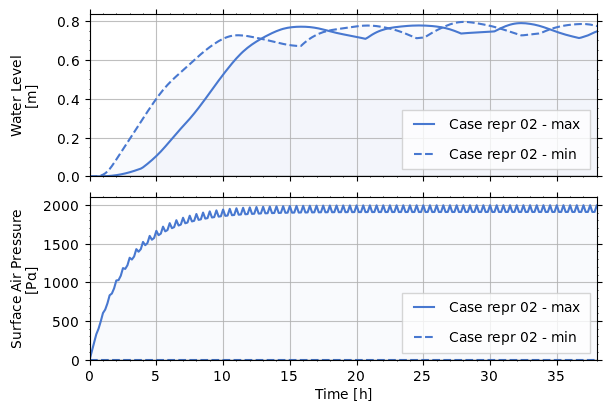 0.8
0.6
0.4
0.2
0.0
Water Level
[m]
Case repr 02 - max
Case repr 02 - min
2000
1500
1000
500
0
Surface Air Pressure
[Pa]
Case repr 02 - max
Case repr 02 - min
0 5 10 15 20 25 30 35
Time [h]